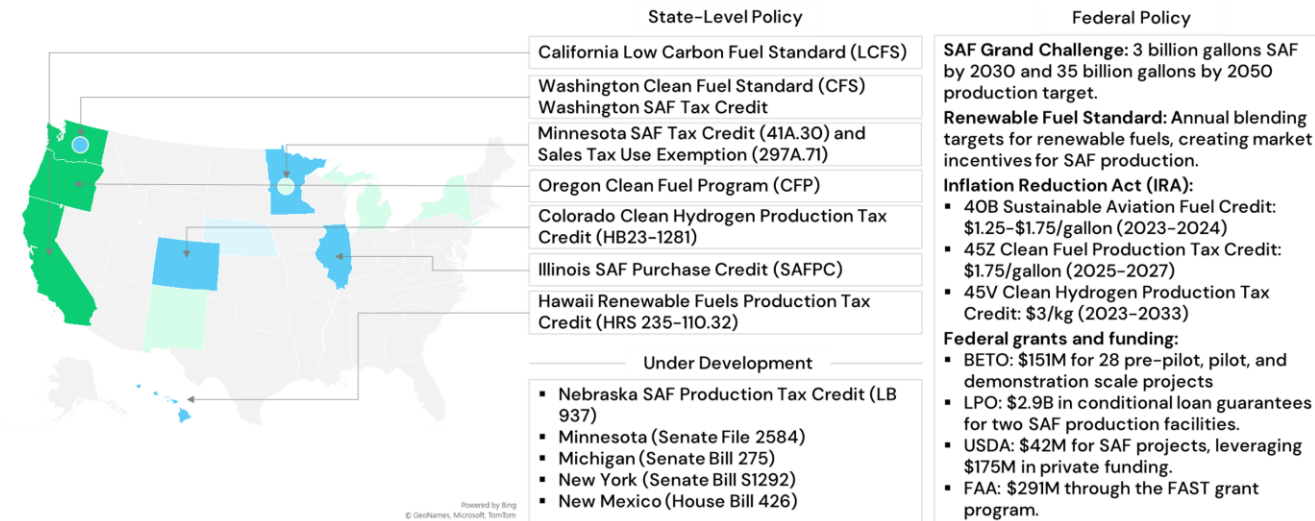 State-Level Policy
California Low Carbon Fuel Standard (LCFS)
Washington Clean Fuel Standard (CFS)
Washington SAF Tax Credit
Minnesota SAF Tax Credit (41A.30) and
Sales Tax Use Exemption (297A.71)
Oregon Clean Fuel Program (CFP)
Colorado Clean Hydrogen Production Tax
Credit (HB23-1281)
Illinois SAF Purchase Credit (SAFPC)
Hawaii Renewable Fuels Production Tax
Credit (HRS 235-110.32)
Under Development
▪ Nebraska SAF Production Tax Credit (LB
937)
▪ Minnesota (Senate File 2584)
▪ Michigan (Senate Bill 275)
▪ New York (Senate Bill S1292)
▪ New Mexico (House Bill 426)
Federal Policy
SAF Grand Challenge: 3 billion gallons SAF
by 2030 and 35 billion gallons by 2050
production target.
Renewable Fuel Standard: Annual blending
targets for renewable fuels, creating market
incentives for SAF production.
Inflation Reduction Act (IRA):
▪ 40B Sustainable Aviation Fuel Credit:
$1.25-$1.75/gallon (2023-2024)
▪ 45Z Clean Fuel Production Tax Credit:
$1.75/gallon (2025-2027)
▪ 45V Clean Hydrogen Production Tax
Credit: $3/kg (2023-2033)
Federal grants and funding:
▪ BETO: $151M for 28 pre-pilot, pilot, and
demonstration scale projects
▪ LPO: $2.9B in conditional loan guarantees
for two SAF production facilities.
▪ USDA: $42M for SAF projects, leveraging
$175M in private funding.
▪ FAA: $291M through the FAST grant
program.
Powered by Bing
© GeoNames, Microsoft, TomTom